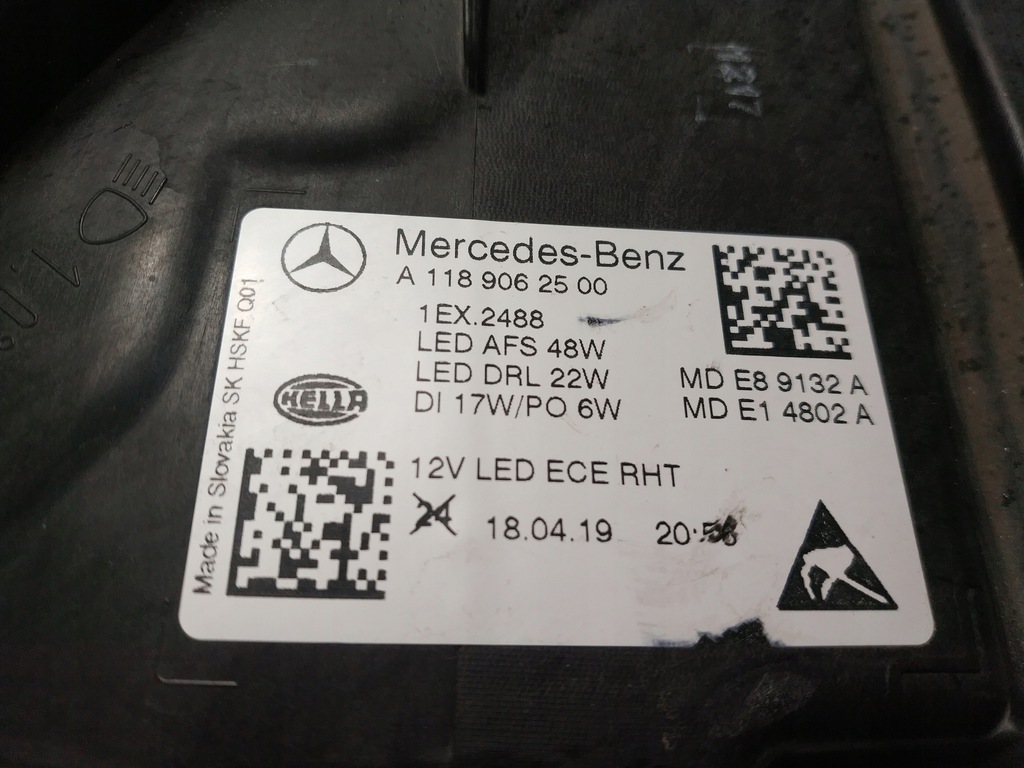 Mercedes-Benz
A 118 906 25 00
1EX.2488
LED AFS 48W
LED DRL 22W
DI 17W/PO 6W
MD E8 9132 A
MD E1 4802 A
HELLA
12V LED ECE RHT
24
18.04.19
Made in Slovakia SK HSKF Q01